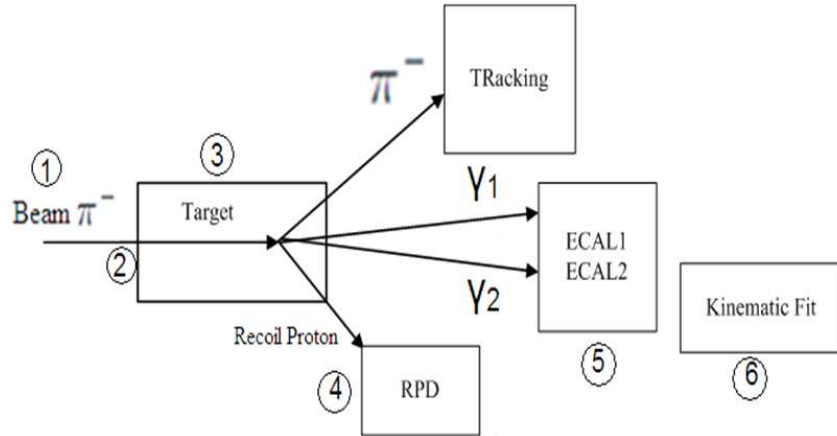 π⁻
TRacking
③
①
Beam π⁻
Target
②
γ1
ECAL1
ECAL2
γ2
Kinematic Fit
Recoil Proton
④
RPD
⑤
⑥